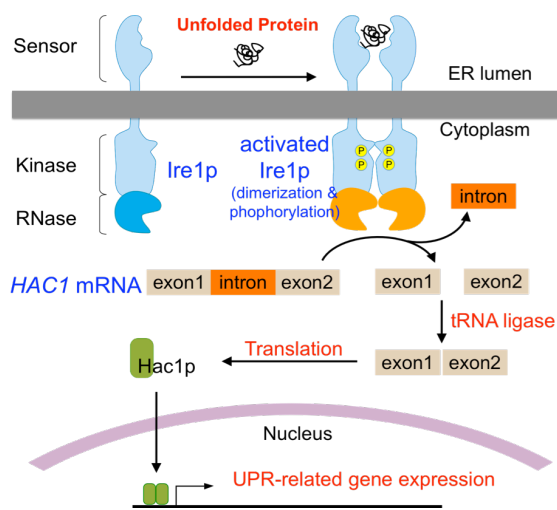 Unfolded Protein
Sensor
ER lumen
Cytoplasm
Kinase
Ire1p
activated
Ire1p
(dimerization &
phophorylation)
P P
P P
RNase
intron
HAC1 mRNA
exon1 intron exon2
exon1 exon2
tRNA ligase
Translation
exon1 exon2
Hac1p
Nucleus
UPR-related gene expression